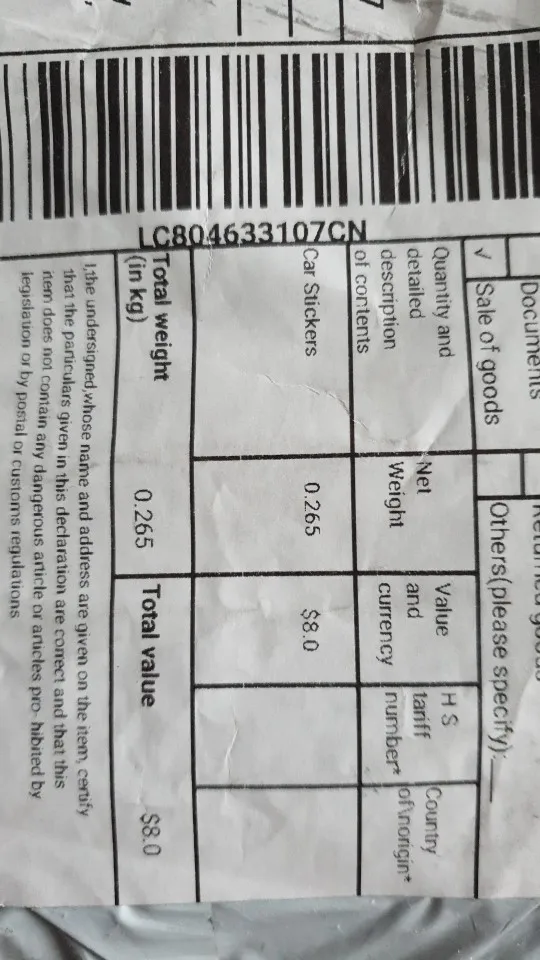 Documents
√ Sale of goods
Others(please specify):
Quantity and
detailed
description
of contents
Net
Weight
Value
and
currency
H S
tariff
number*
Country
of\norigin*
Car Stickers 0.265 $8.0
Total weight
(in kg)
0.265
Total value
$8.0
I,the undersigned,whose name and address are given on the item, certify
that the particulars given in this declaration are correct and that this
item does not contain any dangerous article or articles pro- hibited by
legislation or by postal or customs regulations
LC804633107CN